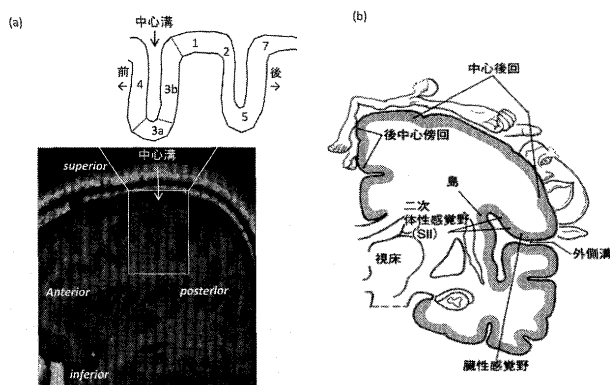 (a)
中心溝
1
2
7
前
4
3b
後
3a
5
中心溝
superior
Anterior
posterior
inferior
(b)
中心後回
後中心傍回
島
二次
体性感覚野
(SII)
視床
外側溝
臓性感覚野